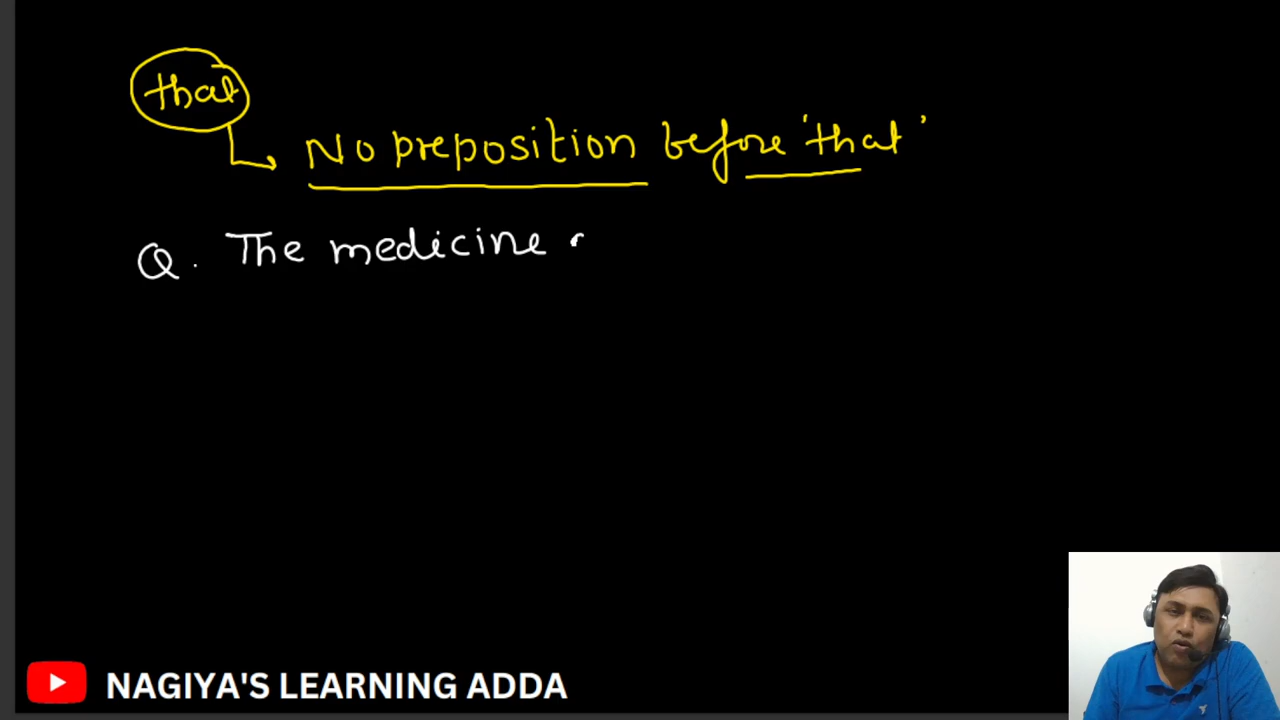 that
No preposition before 'that'
Q. The medicine
NAGIYA'S LEARNING ADDA